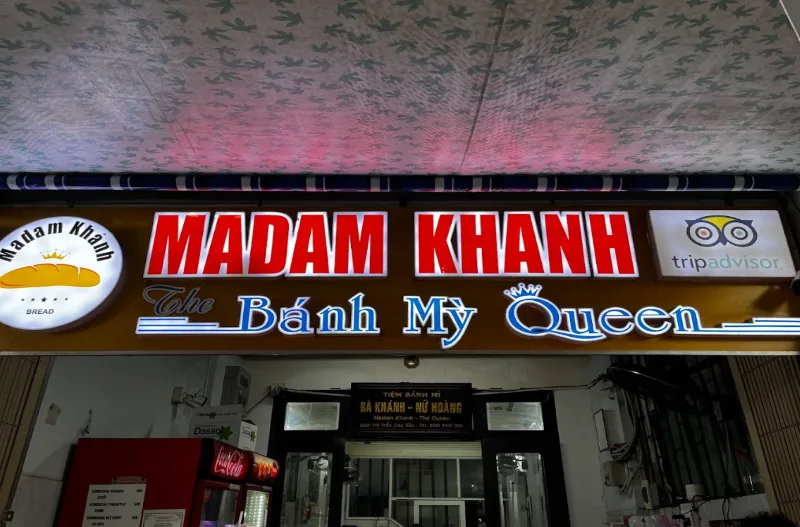 Madam Khánh
BREAD
MADAM KHANH
The Bánh Mỳ Queen
tripadvisor
TIỆM BÁNH MÌ
BÀ KHÁNH - NỮ HOÀNG
Madam Khanh - The Queen
Dasani
Coca-Cola